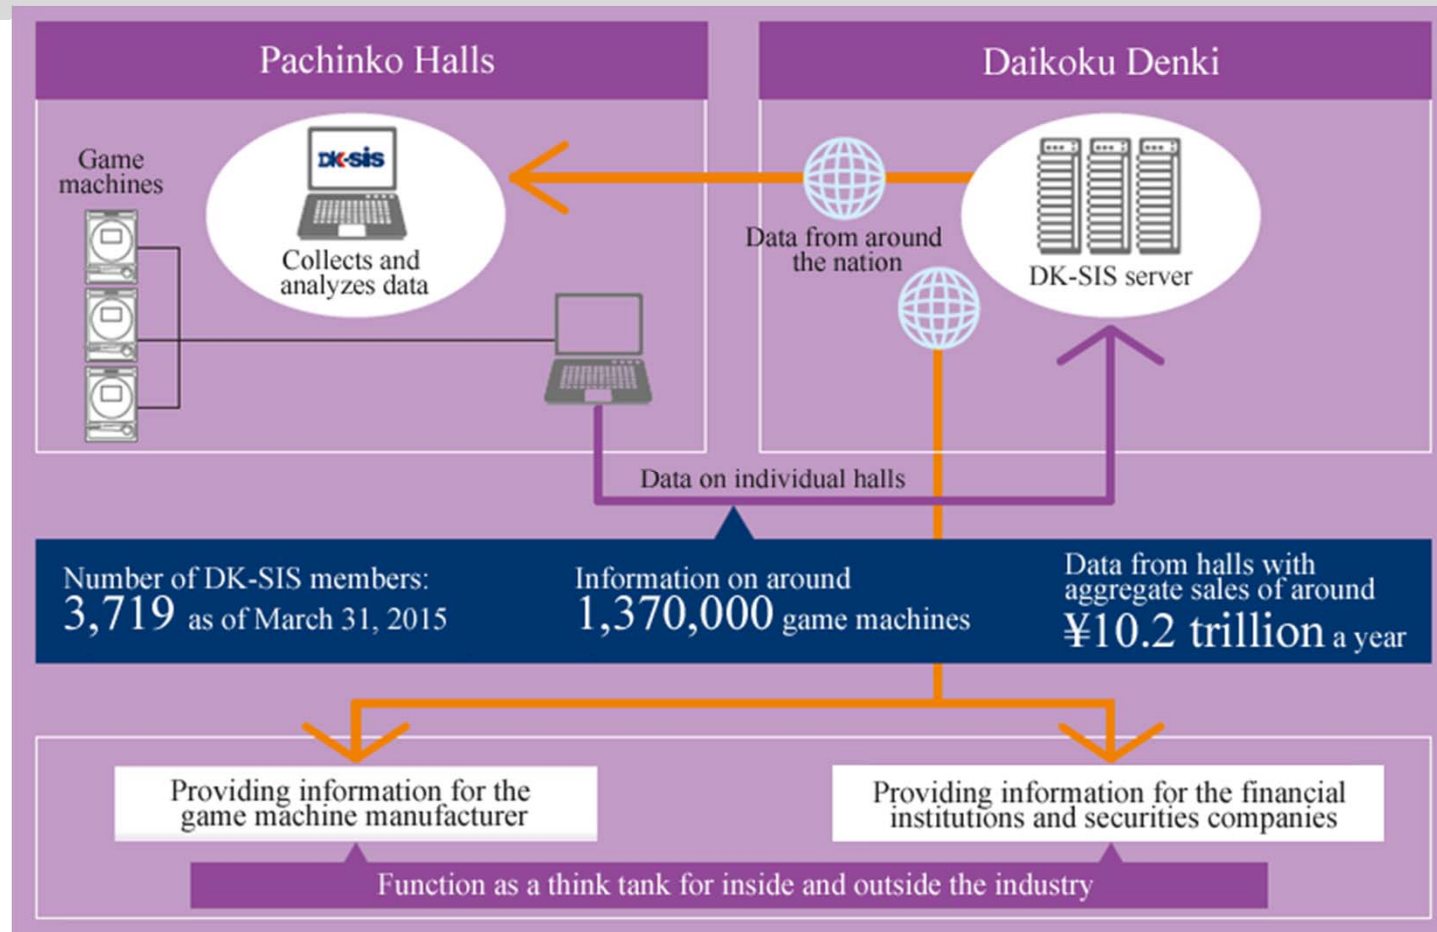 Pachinko Halls
Daikoku Denki
Game
machines
DK-SIS
Collects and
analyzes data
Data from around
the nation
DK-SIS server
Data on individual halls
Number of DK-SIS members:
3,719 as of March 31, 2015
Information on around
1,370,000 game machines
Data from halls with
aggregate sales of around
¥10.2 trillion a year
Providing information for the
game machine manufacturer
Providing information for the financial
institutions and securities companies
Function as a think tank for inside and outside the industry